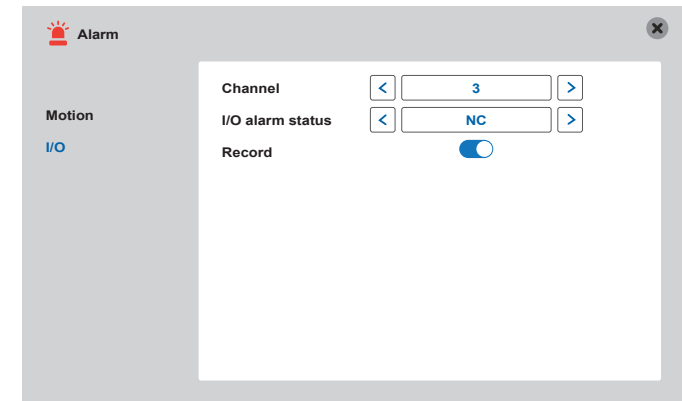 Alarm
Motion
I/O
Channel
3
I/O alarm status
NC
Record